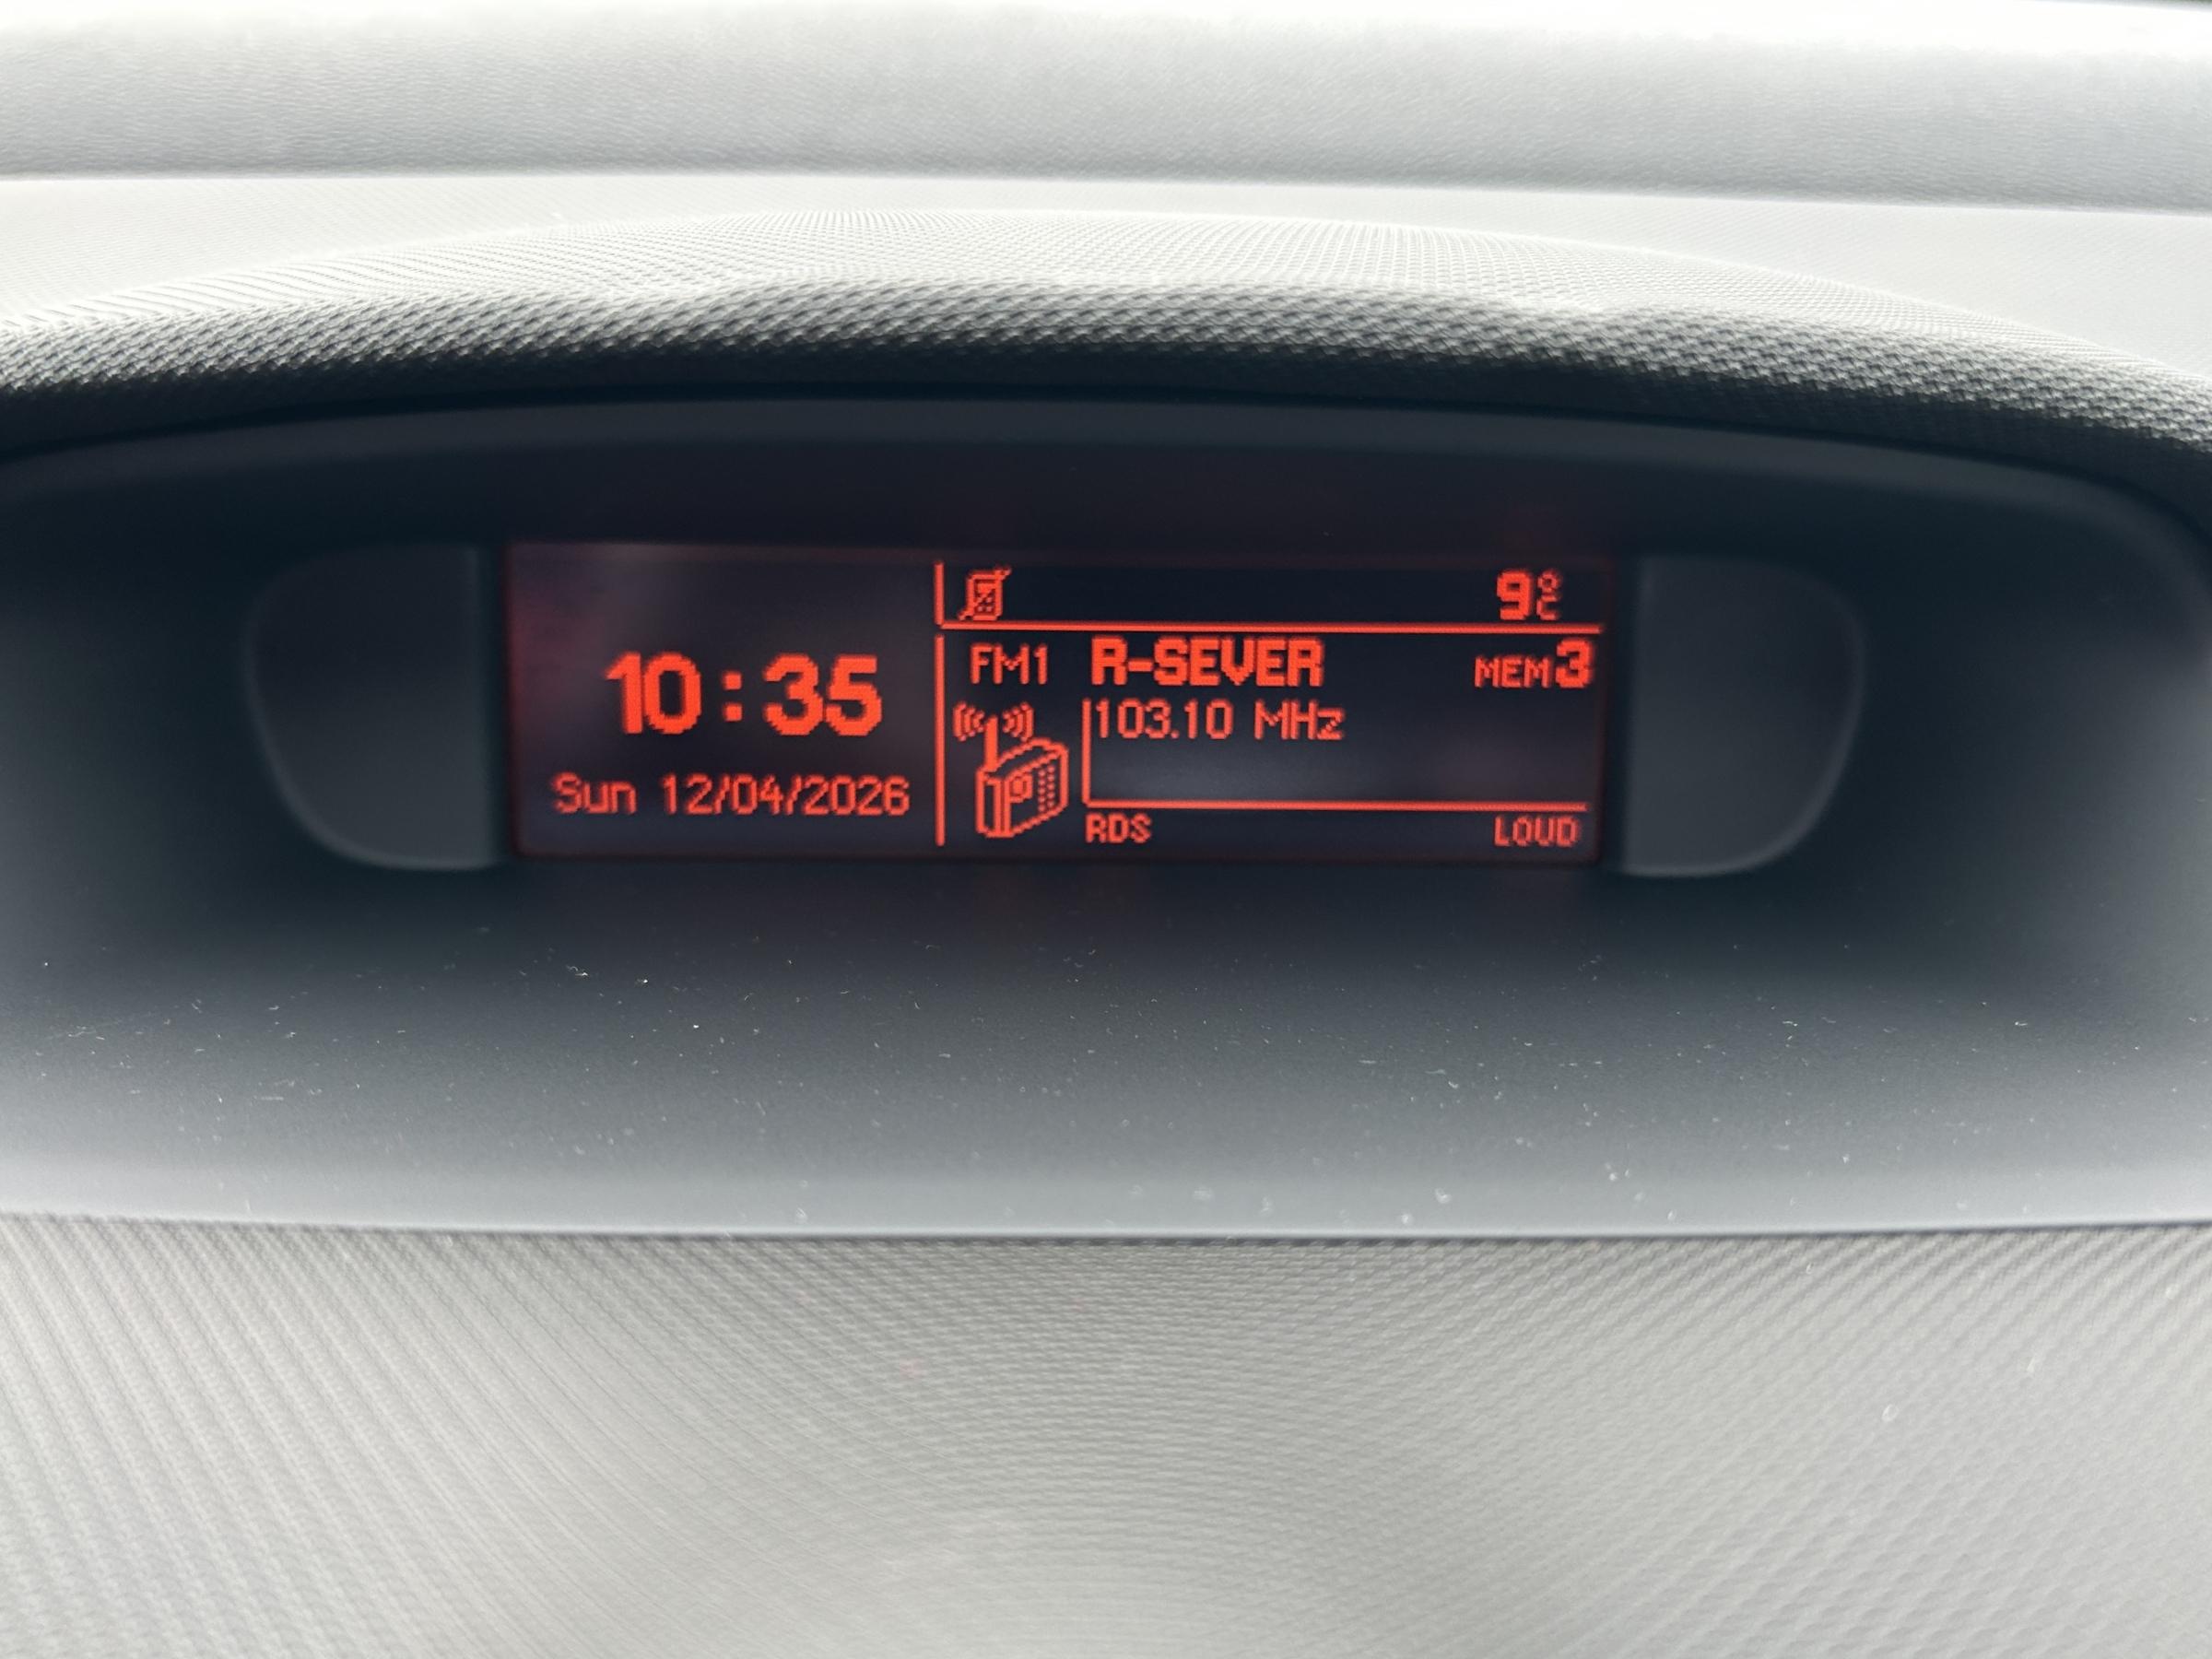 10:35
Sun 12/04/2026
9°C
FM1 R-SEVER MEM3
103.10 MHz
RDS LOUD